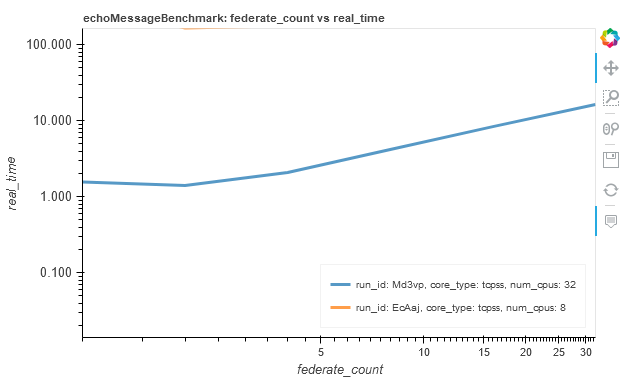 echoMessageBenchmark: federate_count vs real_time
100.000
10.000
1.000
0.100
real_time
run_id: Md3vp, core_type: tcpss, num_cpus: 32
run_id: EcAaj, core_type: tcpss, num_cpus: 8
5 10 15 20 25 30
federate_count